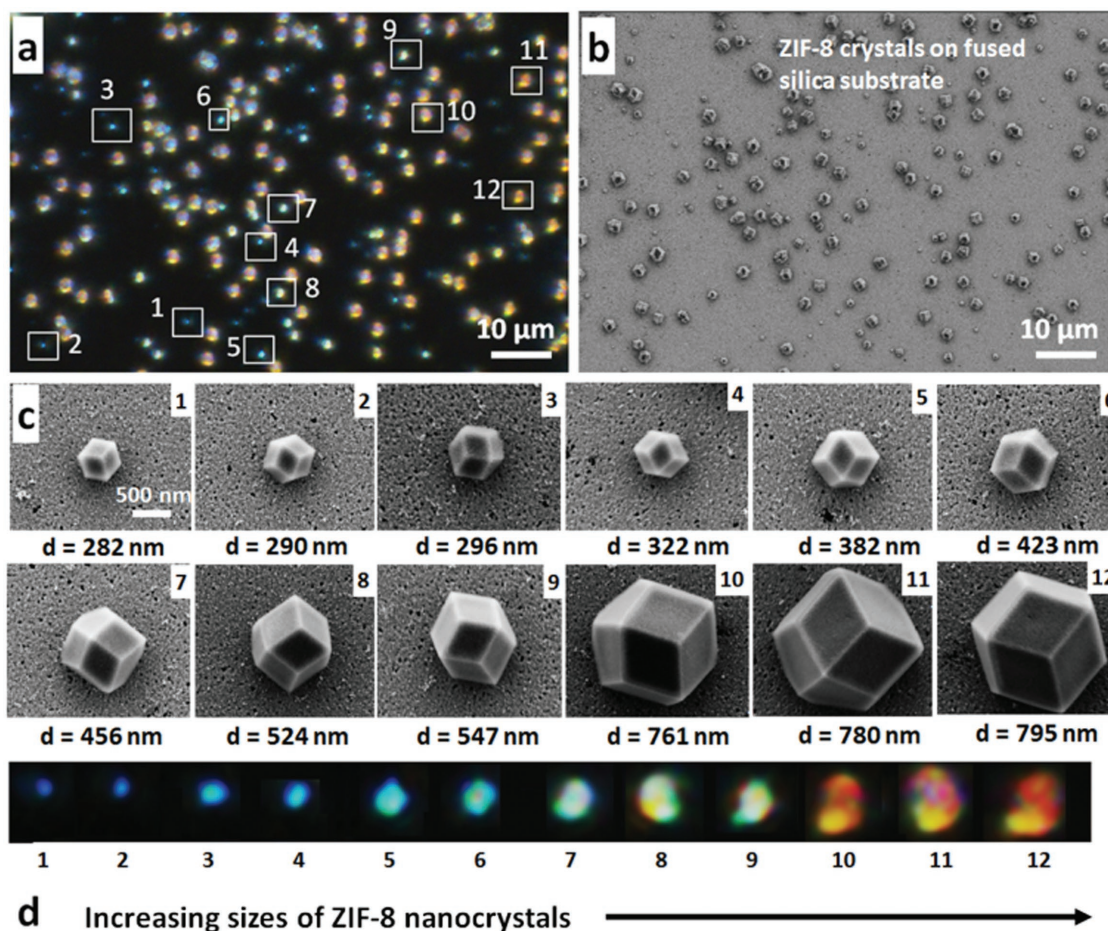 a
3
6
9
11
10
12
7
4
8
1
2
5
10 μm
b
ZIF-8 crystals on fused
silica substrate
10 μm
c
1
2
3
4
5
6
500 nm
d = 282 nm
d = 290 nm
d = 296 nm
d = 322 nm
d = 382 nm
d = 423 nm
7
8
9
10
11
12
d = 456 nm
d = 524 nm
d = 547 nm
d = 761 nm
d = 780 nm
d = 795 nm
1
2
3
4
5
6
7
8
9
10
11
12
d Increasing sizes of ZIF-8 nanocrystals